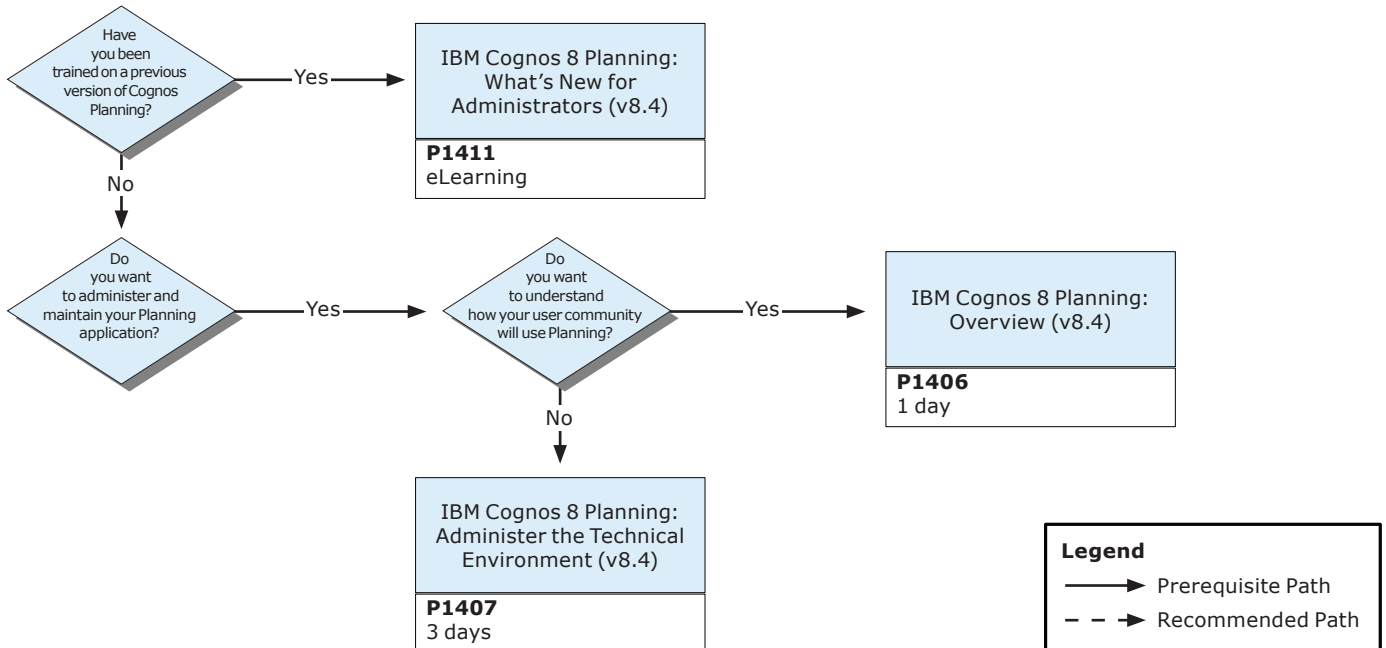 Have
you been
trained on a previous
version of Cognos
Planning?
Yes
IBM Cognos 8 Planning:
What's New for
Administrators (v8.4)
P1411
eLearning
No
Do
you want
to administer and
maintain your Planning
application?
Yes
Do
you want
to understand
how your user community
will use Planning?
Yes
IBM Cognos 8 Planning:
Overview (v8.4)
P1406
1 day
No
IBM Cognos 8 Planning:
Administer the Technical
Environment (v8.4)
P1407
3 days
Legend
Prerequisite Path
Recommended Path